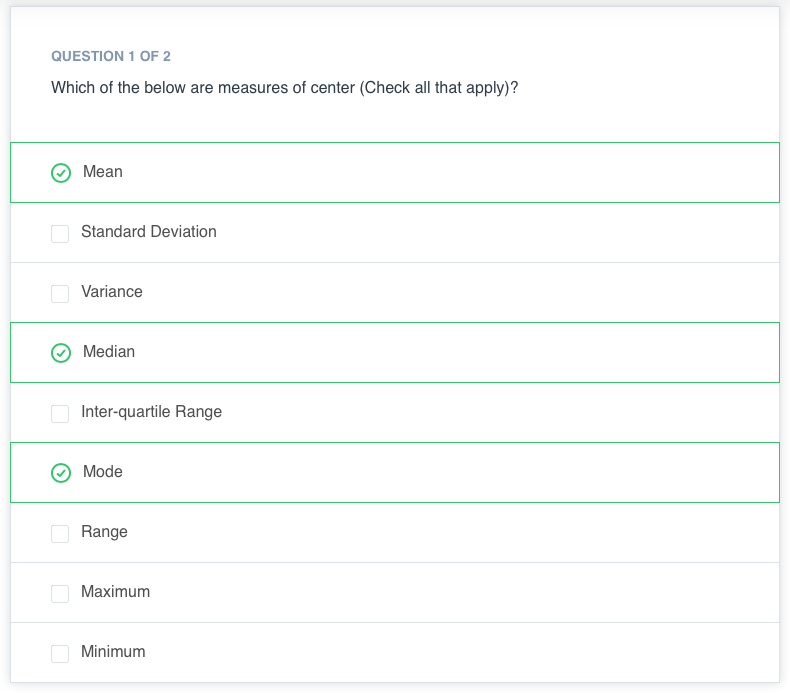 QUESTION 1 OF 2
Which of the below are measures of center (Check all that apply)?
Mean
Standard Deviation
Variance
Median
Inter-quartile Range
Mode
Range
Maximum
Minimum